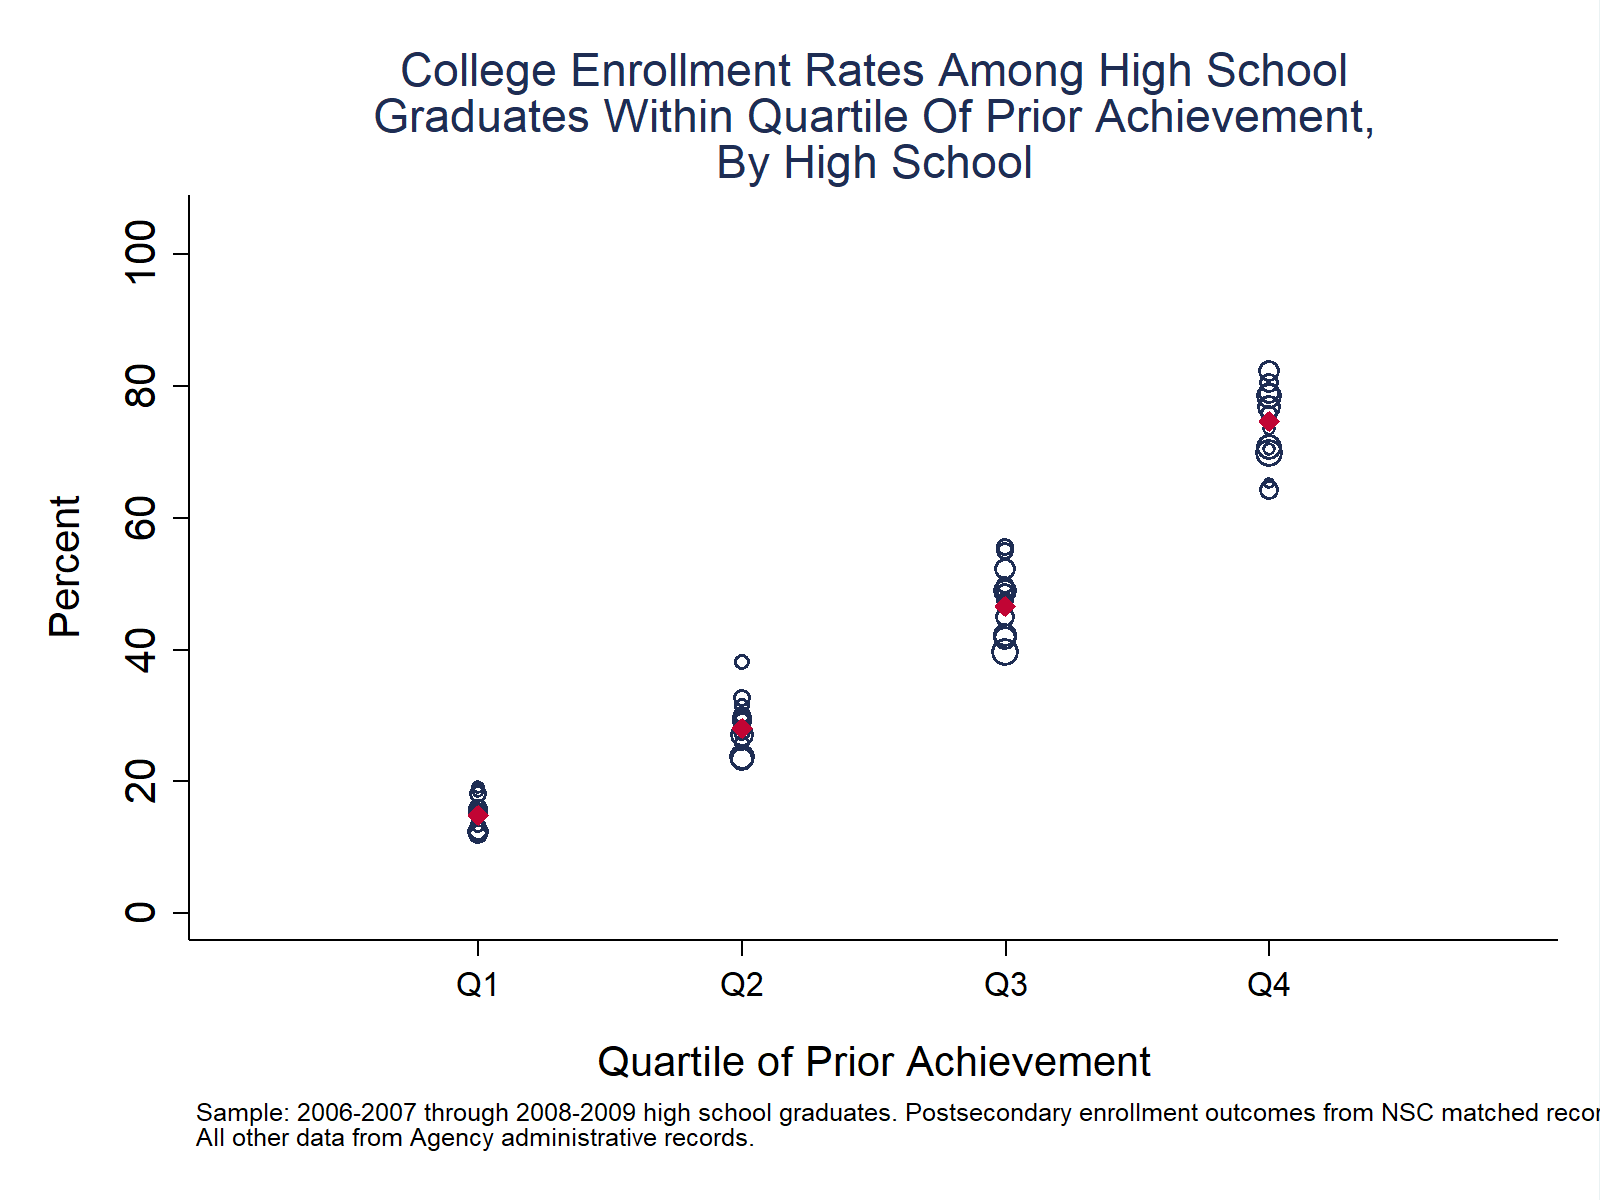 College Enrollment Rates Among High School
Graduates Within Quartile Of Prior Achievement,
By High School
100
80
60
40
20
0
Percent
Q1 Q2 Q3 Q4
Quartile of Prior Achievement
Sample: 2006-2007 through 2008-2009 high school graduates. Postsecondary enrollment outcomes from NSC matched
All other data from Agency administrative records.